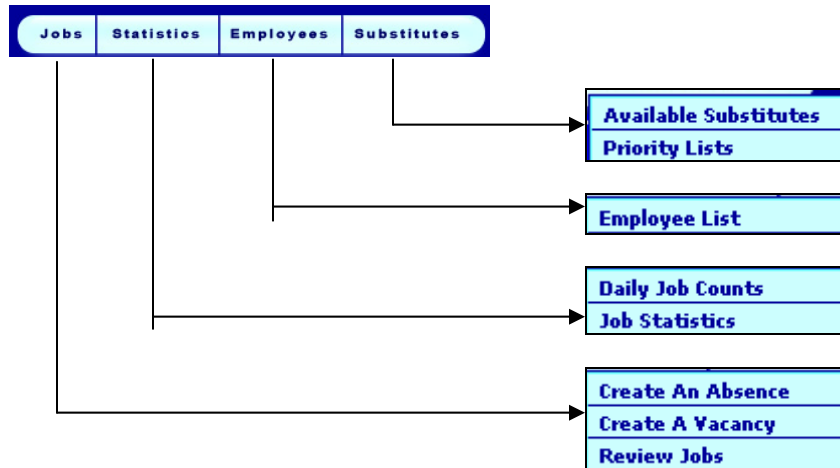 Jobs Statistics Employees Substitutes
Available Substitutes
Priority Lists
Employee List
Daily Job Counts
Job Statistics
Create An Absence
Create A Vacancy
Review Jobs